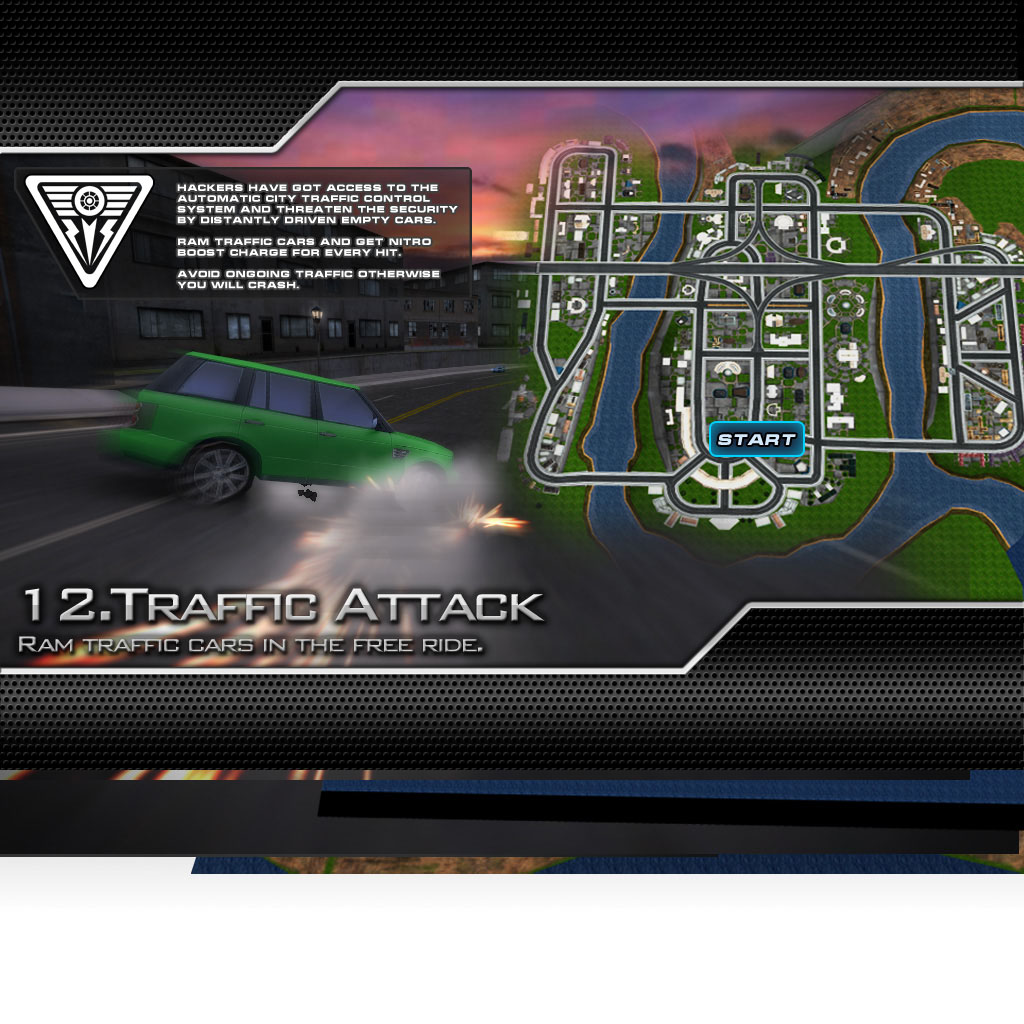 HACKERS HAVE GOT ACCESS TO THE
AUTOMATIC CITY TRAFFIC CONTROL
SYSTEM AND THREATEN THE SECURITY
BY DISTANTLY DRIVEN EMPTY CARS.
RAM TRAFFIC CARS AND GET NITRO
BOOST CHARGE FOR EVERY HIT.
AVOID ONGOING TRAFFIC OTHERWISE
YOU WILL CRASH.
START
12.TRAFFIC ATTACK
RAM TRAFFIC CARS IN THE FREE RIDE.